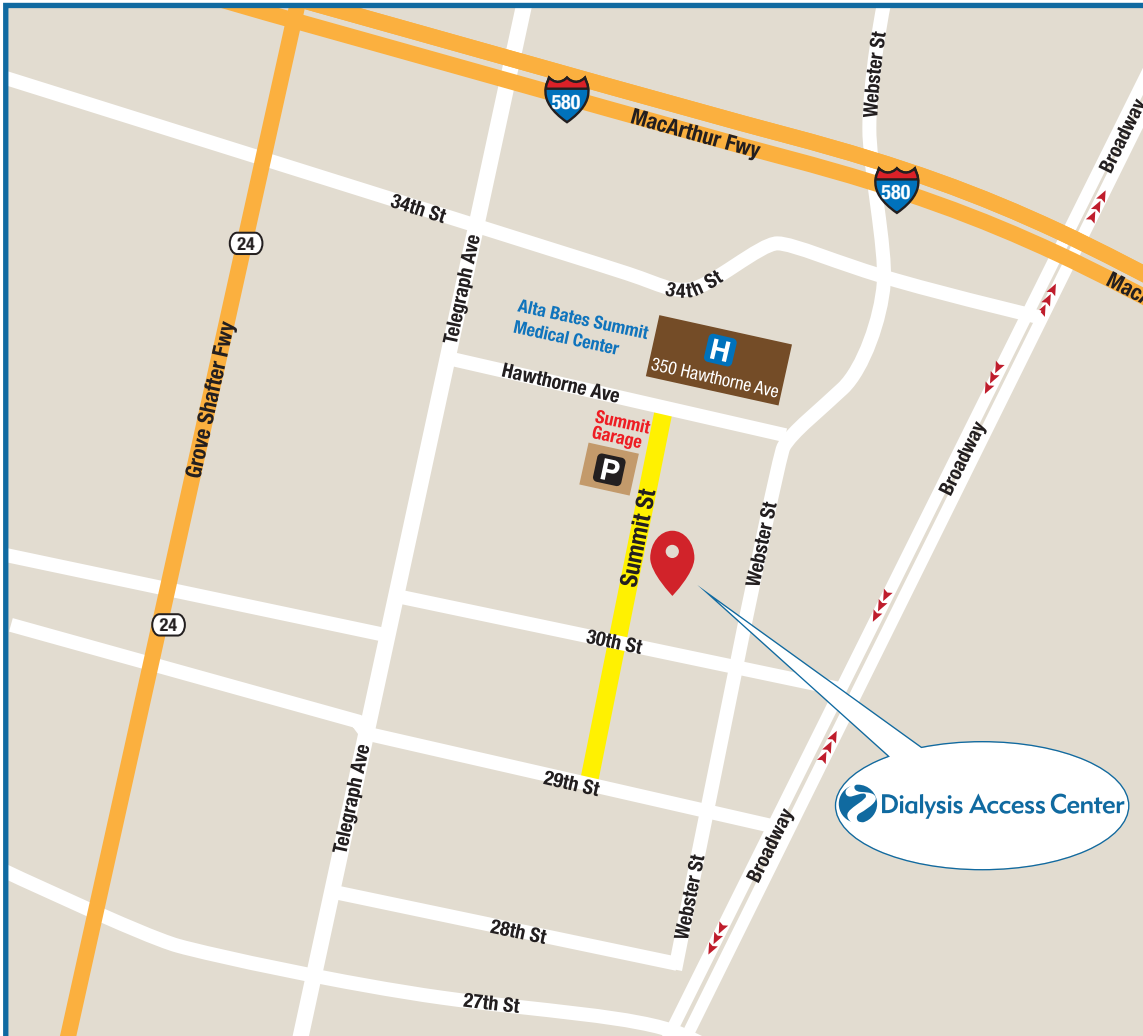 Webster St
580
MacArthur Fwy
Broadway
580
34th St
24
Telegraph Ave
34th St
MacA
Alta Bates Summit
Medical Center
H
350 Hawthorne Ave
Grove Shafter Fwy
Hawthorne Ave
Summit
Garage
P
Broadway
Summit St
Webster St
24
30th St
29th St
Telegraph Ave
Dialysis Access Center
Broadway
Webster St
28th St
27th St